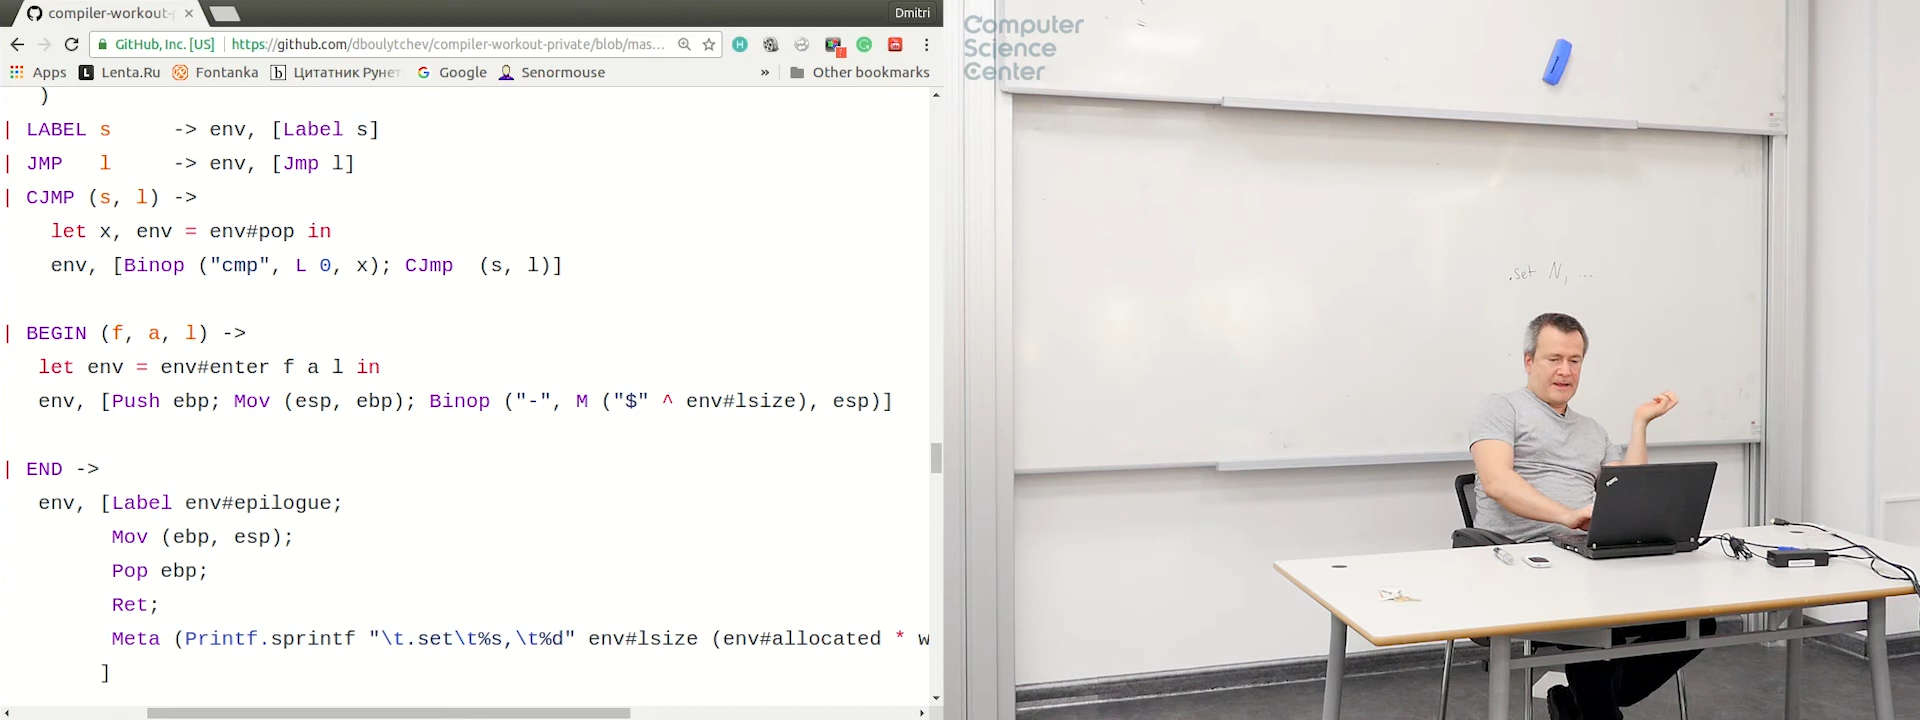 compiler-workout-p
Dmitri
GitHub, Inc. [US] https://github.com/dboulytchev/compiler-workout-private/blob/mas...
Apps Lenta.Ru Fontanka Цитатник Рунет Google Senormouse » Other bookmarks
)
| LABEL s -> env, [Label s]
| JMP l -> env, [Jmp l]
| CJMP (s, l) ->
let x, env = env#pop in
env, [Binop ("cmp", L 0, x); CJmp (s, l)]
| BEGIN (f, a, l) ->
let env = env#enter f a l in
env, [Push ebp; Mov (esp, ebp); Binop ("-", M ("$" ^ env#lsize), esp)]
| END ->
env, [Label env#epilogue;
Mov (ebp, esp);
Pop ebp;
Ret;
Meta (Printf.sprintf "\t.set\t%s,\t%d" env#lsize (env#allocated * w
]
Computer
Science
Center
.set N, ...